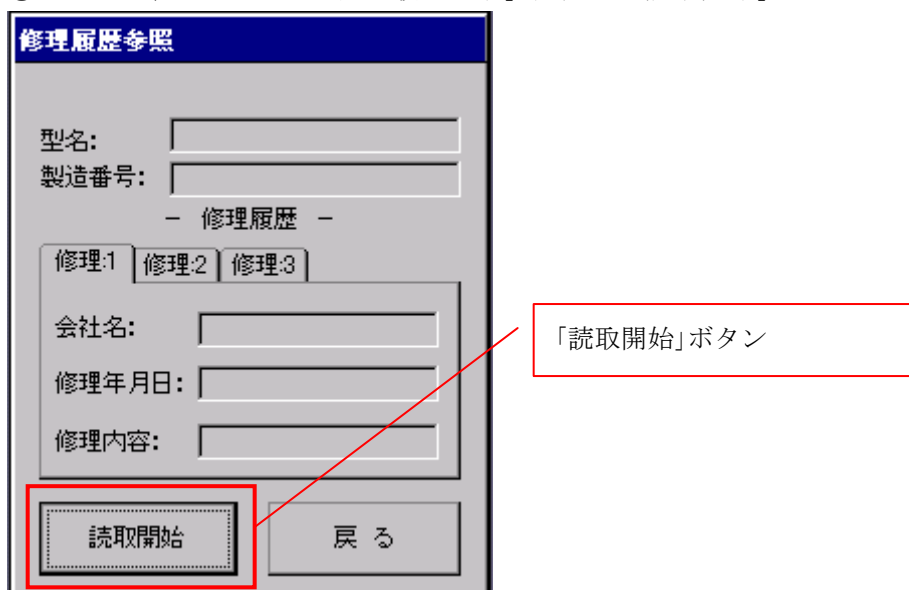 修理履歴参照
型名:
製造番号:
－ 修理履歴 －
修理:1 修理:2 修理:3
会社名:
「読取開始」ボタン
修理年月日:
修理内容:
読取開始 戻 る